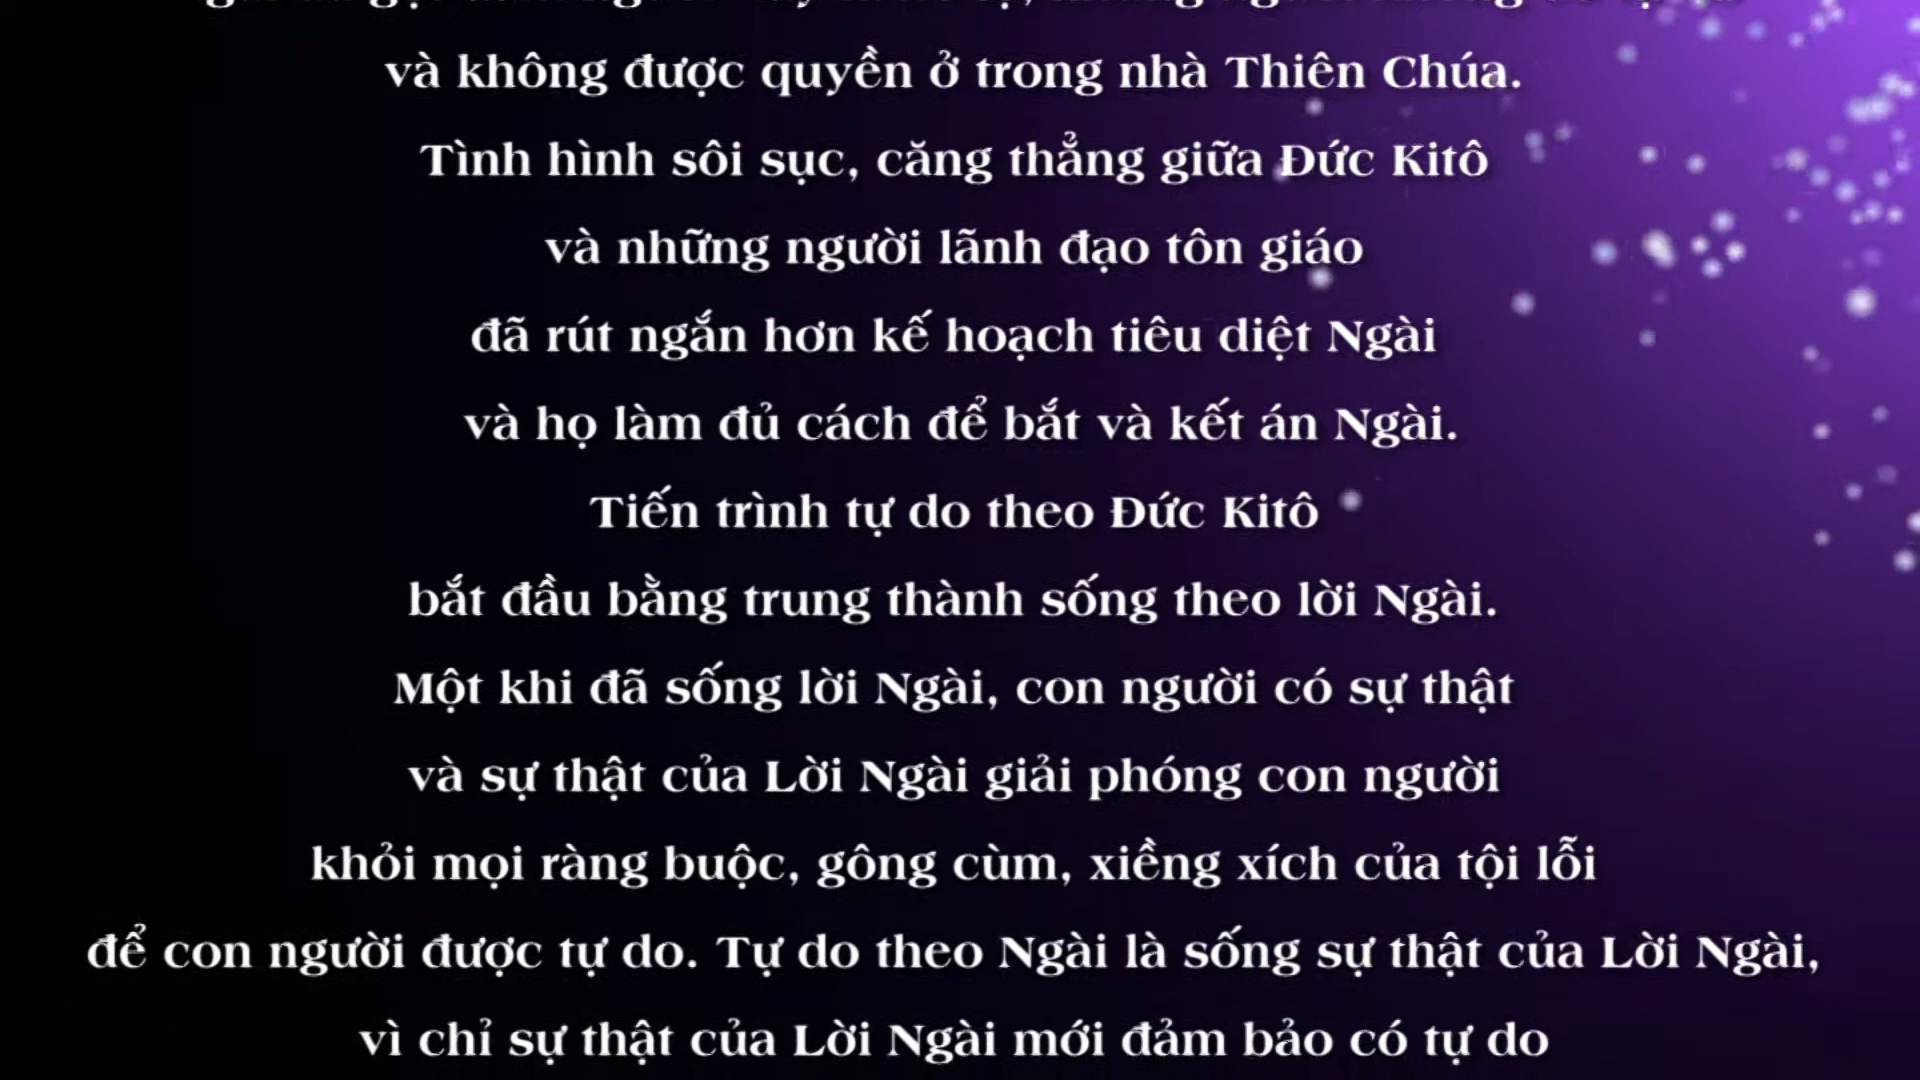 và không được quyền ở trong nhà Thiên Chúa.
Tình hình sôi sục, căng thẳng giữa Đức Kitô
và những người lãnh đạo tôn giáo
đã rút ngắn hơn kế hoạch tiêu diệt Ngài
và họ làm đủ cách để bắt và kết án Ngài.
Tiến trình tự do theo Đức Kitô
bắt đầu bằng trung thành sống theo lời Ngài.
Một khi đã sống lời Ngài, con người có sự thật
và sự thật của Lời Ngài giải phóng con người
khỏi mọi ràng buộc, gông cùm, xiềng xích của tội lỗi
để con người được tự do. Tự do theo Ngài là sống sự thật của Lời Ngài,
vì chỉ sự thật của Lời Ngài mới đảm bảo có tự do